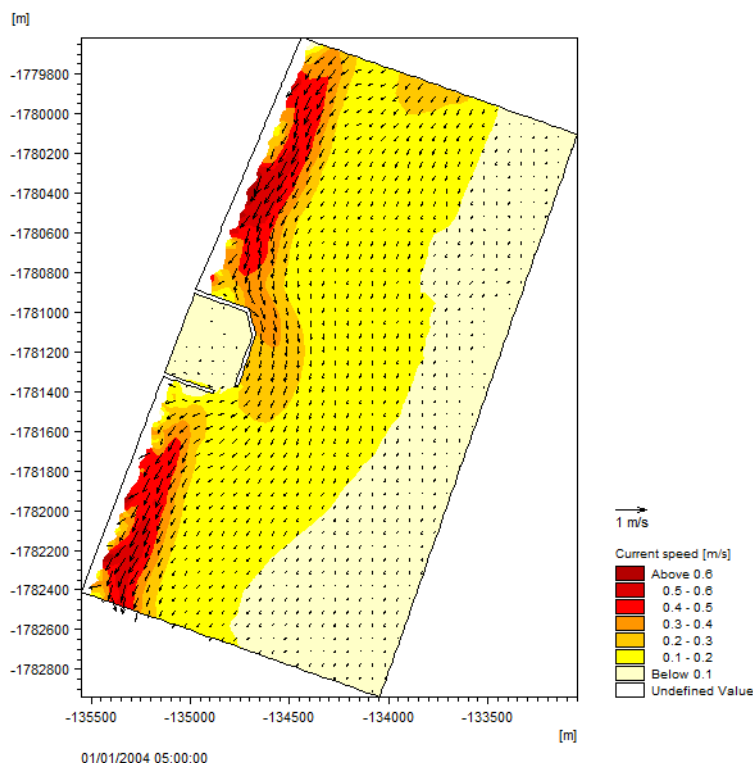 [m]
-1779800
-1780000
-1780200
-1780400
-1780600
-1780800
-1781000
-1781200
-1781400
-1781600
-1781800
-1782000
-1782200
-1782400
-1782600
-1782800
-135500 -135000 -134500 -134000 -133500
[m]
01/01/2004 05:00:00
1 m/s
Current speed [m/s]
Above 0.6
0.5 - 0.6
0.4 - 0.5
0.3 - 0.4
0.2 - 0.3
0.1 - 0.2
Below 0.1
Undefined Value